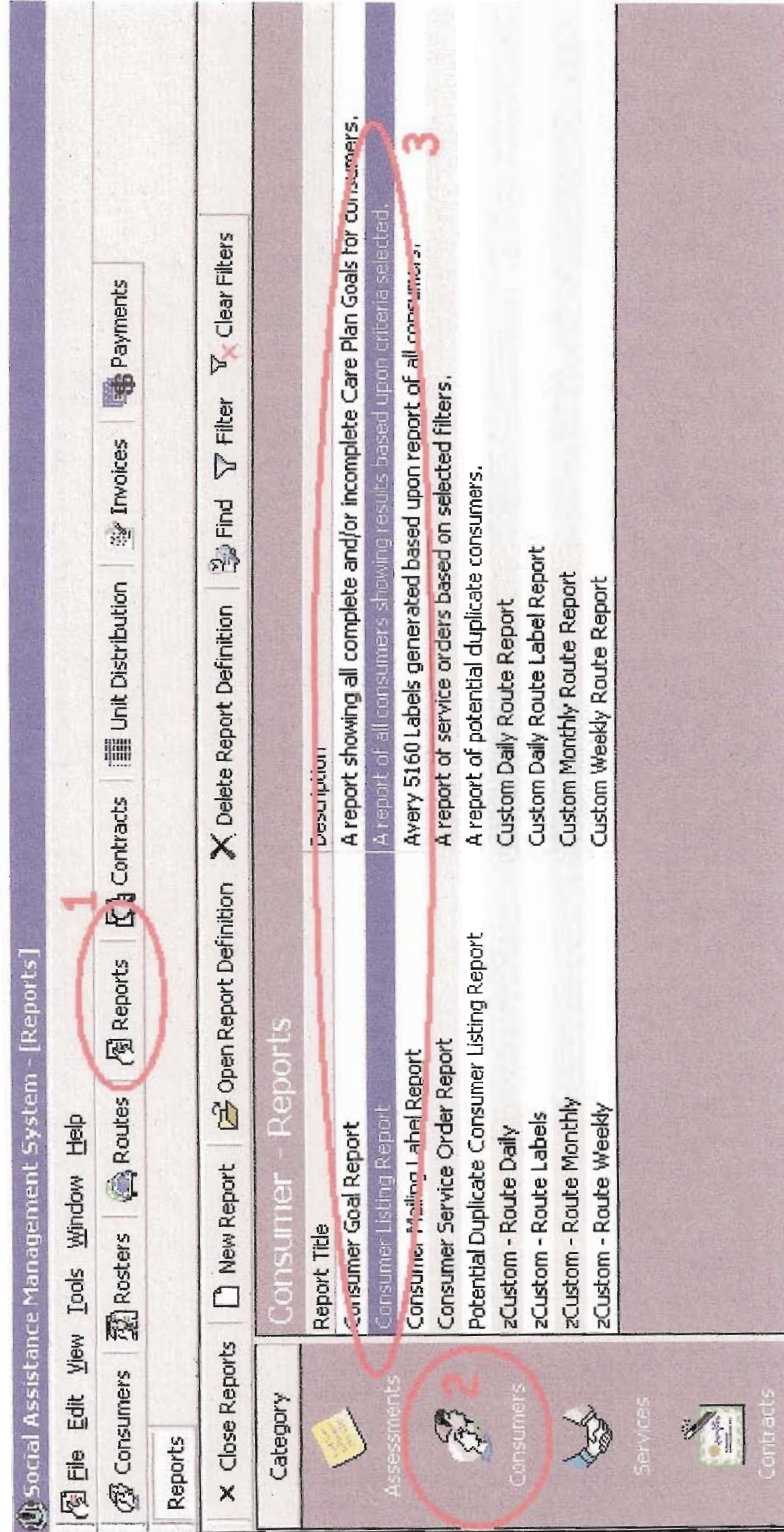 Social Assistance Management System - [Reports]
File Edit View Tools Window Help
1
Consumers Rosters Routes Reports Contracts Unit Distribution Invoices Payments
Reports
Close Reports New Report Open Report Definition Delete Report Definition Find Filter Clear Filters
Category
Consumer - Reports
Report Title Description
Consumer Goal Report A report showing all complete and/or incomplete Care Plan Goals for consumers.
Consumer Listing Report A report of all consumers showing results based upon criteria selected.
Consumer Mailing Label Report Avery 5160 Labels generated based upon report of all consumers.
Consumer Service Order Report A report of service orders based on selected filters.
Potential Duplicate Consumer Listing Report A report of potential duplicate consumers.
zCustom - Route Daily Custom Daily Route Report
zCustom - Route Labels Custom Daily Route Label Report
zCustom - Route Monthly Custom Monthly Route Report
zCustom - Route Weekly Custom Weekly Route Report
3
Assessments
2
Consumers
Services
Contracts